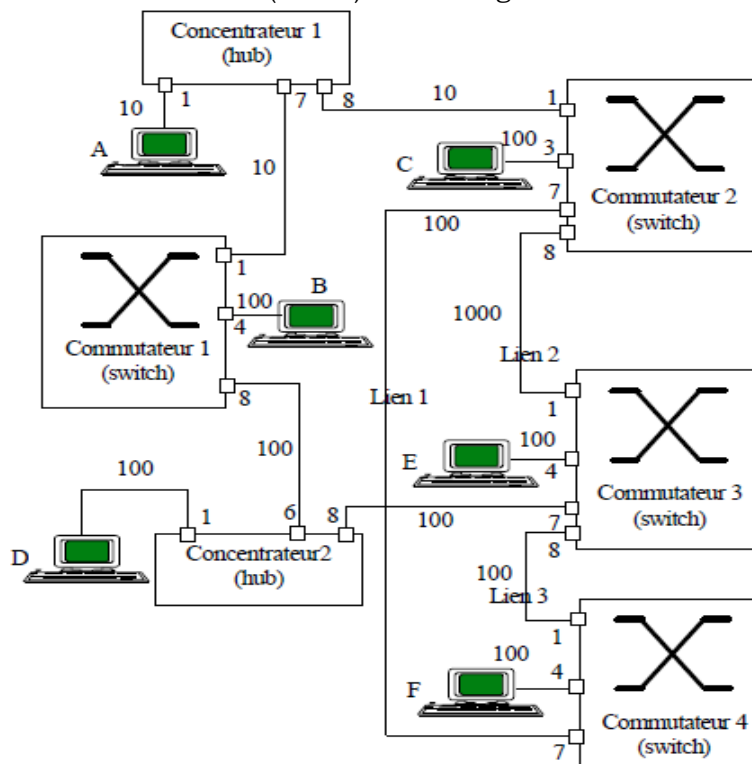 Concentrateur 1
(hub)
1
7
8
10
10
1
A
100
3
C
10
Commutateur 2
(switch)
7
100
8
1
B
100
4
Commutateur 1
(switch)
1000
Lien 2
8
Lien 1
1
100
E
4
100
100
Commutateur 3
(switch)
6
8
1
100
7
8
D
Concentrateur2
(hub)
100
Lien 3
1
100
4
F
Commutateur 4
(switch)
7